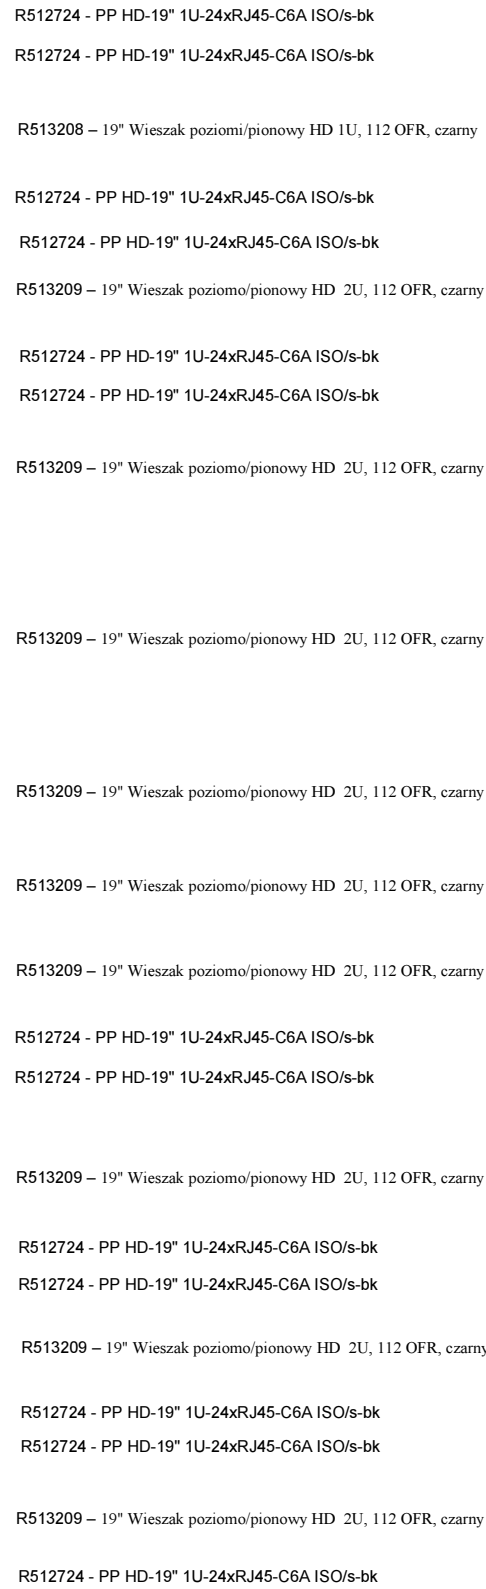 R512724 - PP HD-19" 1U-24xRJ45-C6A ISO/s-bk
R512724 - PP HD-19" 1U-24xRJ45-C6A ISO/s-bk
R513208 – 19" Wieszak poziomi/pionowy HD 1U, 112 OFR, czarny
R512724 - PP HD-19" 1U-24xRJ45-C6A ISO/s-bk
R512724 - PP HD-19" 1U-24xRJ45-C6A ISO/s-bk
R513209 – 19" Wieszak poziomo/pionowy HD  2U, 112 OFR, czarny
R512724 - PP HD-19" 1U-24xRJ45-C6A ISO/s-bk
R512724 - PP HD-19" 1U-24xRJ45-C6A ISO/s-bk
R513209 – 19" Wieszak poziomo/pionowy HD  2U, 112 OFR, czarny
R513209 – 19" Wieszak poziomo/pionowy HD  2U, 112 OFR, czarny
R513209 – 19" Wieszak poziomo/pionowy HD  2U, 112 OFR, czarny
R513209 – 19" Wieszak poziomo/pionowy HD  2U, 112 OFR, czarny
R513209 – 19" Wieszak poziomo/pionowy HD  2U, 112 OFR, czarny
R512724 - PP HD-19" 1U-24xRJ45-C6A ISO/s-bk
R512724 - PP HD-19" 1U-24xRJ45-C6A ISO/s-bk
R513209 – 19" Wieszak poziomo/pionowy HD  2U, 112 OFR, czarny
R512724 - PP HD-19" 1U-24xRJ45-C6A ISO/s-bk
R512724 - PP HD-19" 1U-24xRJ45-C6A ISO/s-bk
R513209 – 19" Wieszak poziomo/pionowy HD  2U, 112 OFR, czarny
R512724 - PP HD-19" 1U-24xRJ45-C6A ISO/s-bk
R512724 - PP HD-19" 1U-24xRJ45-C6A ISO/s-bk
R513209 – 19" Wieszak poziomo/pionowy HD  2U, 112 OFR, czarny
R512724 - PP HD-19" 1U-24xRJ45-C6A ISO/s-bk